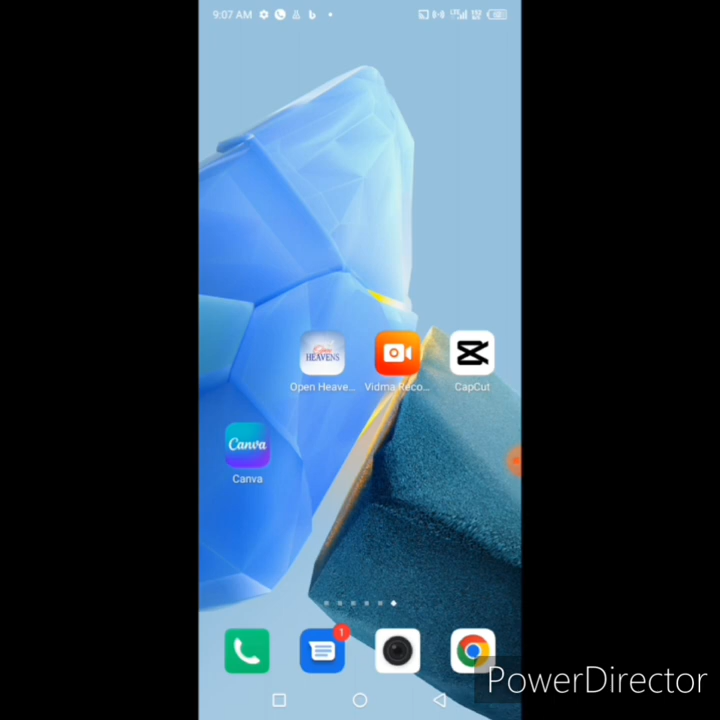 9:07 AM
HEAVENS
Open Heave...
Vidma Reco...
CapCut
Canva
Canva
1
PowerDirector